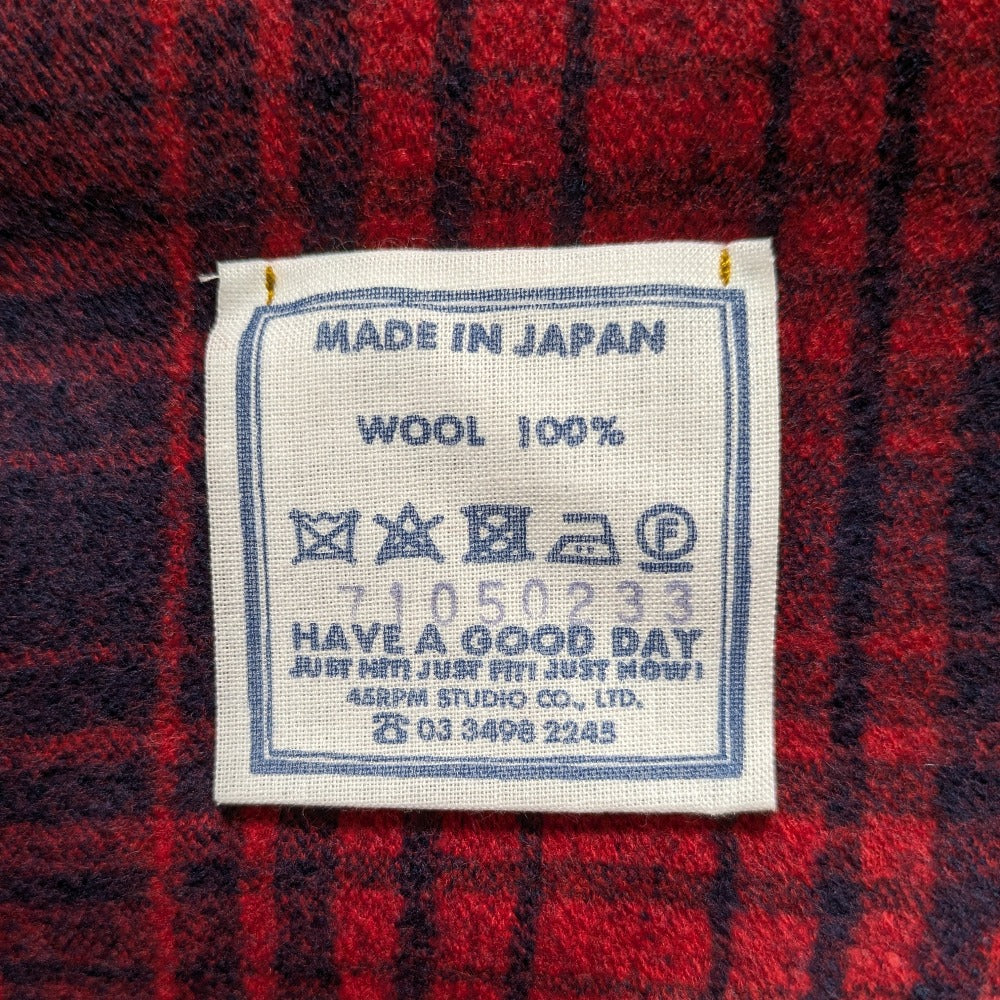 MADE IN JAPAN
WOOL 100%
F
71050233
HAVE A GOOD DAY
JUST HIT! JUST FIT! JUST NOW!
45RPM STUDIO CO., LTD.
☎ 03 3498 2245